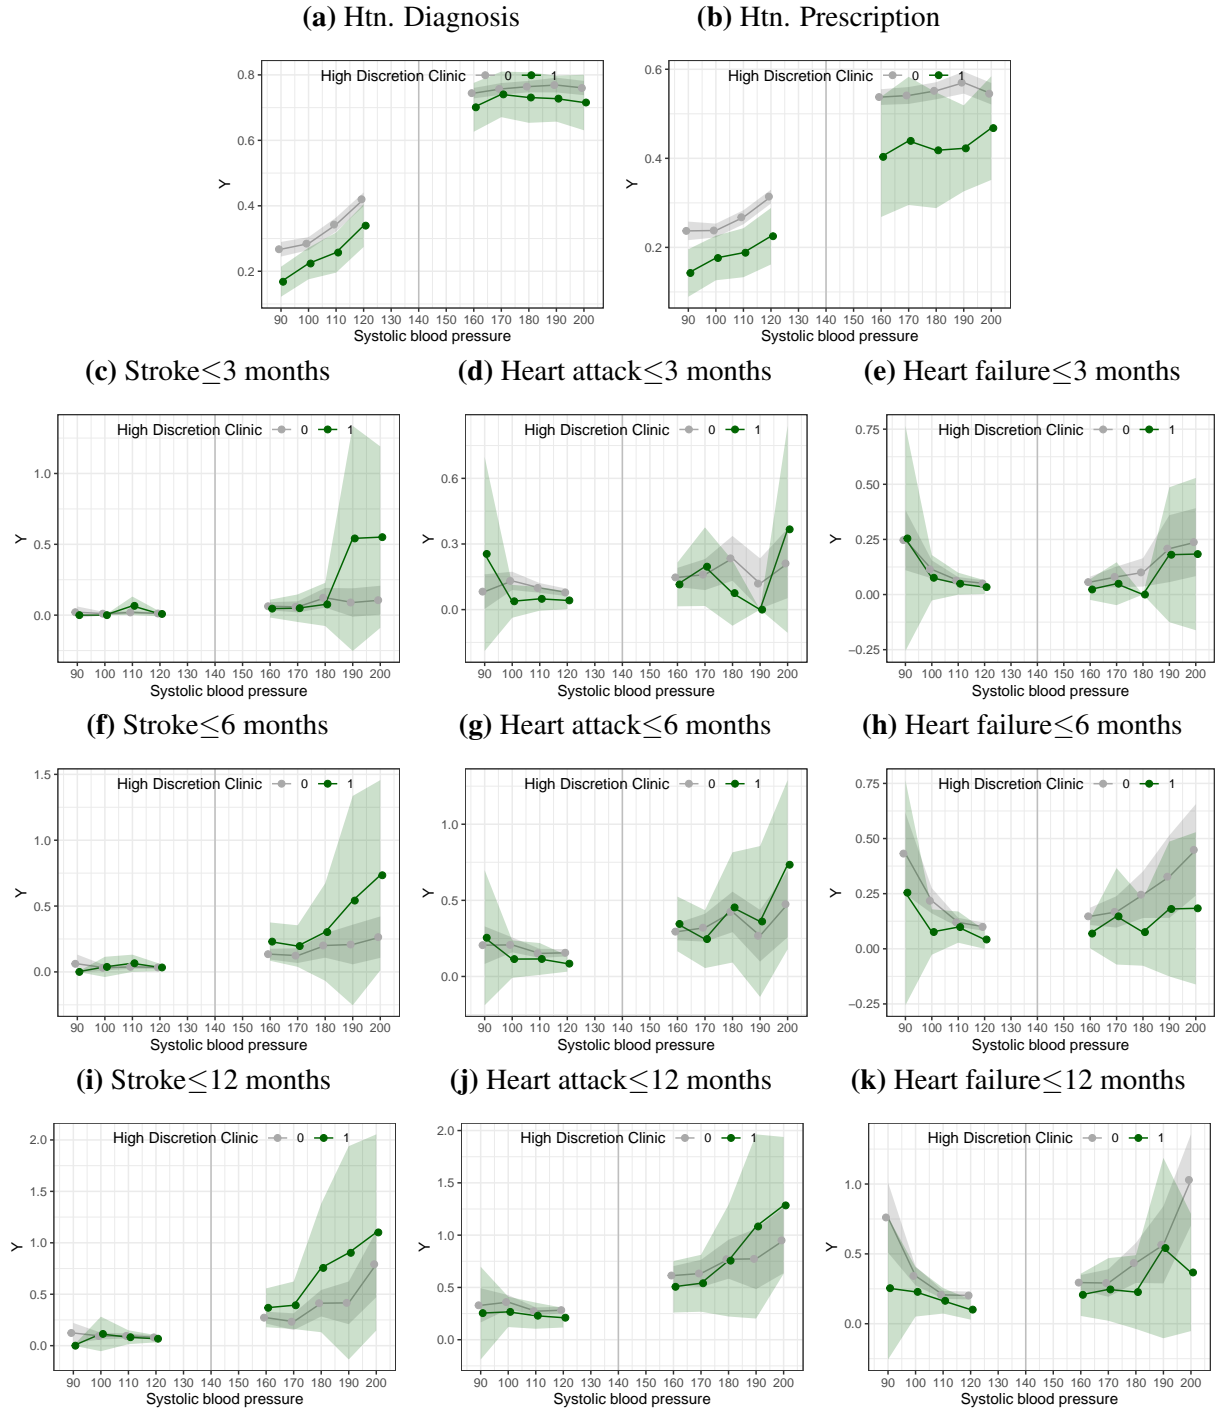 (a) Htn. Diagnosis
(b) Htn. Prescription
High Discretion Clinic 0 1
Y
0.8
0.6
0.4
0.2
90 100 110 120 130 140 150 160 170 180 190 200
Systolic blood pressure
High Discretion Clinic 0 1
Y
0.6
0.4
0.2
90 100 110 120 130 140 150 160 170 180 190 200
Systolic blood pressure
(c) Stroke≤3 months
(d) Heart attack≤3 months
(e) Heart failure≤3 months
High Discretion Clinic 0 1
Y
1.0
0.5
0.0
90 100 110 120 130 140 150 160 170 180 190 200
Systolic blood pressure
High Discretion Clinic 0 1
Y
0.6
0.3
0.0
90 100 110 120 130 140 150 160 170 180 190 200
Systolic blood pressure
High Discretion Clinic 0 1
Y
0.75
0.50
0.25
0.00
−0.25
90 100 110 120 130 140 150 160 170 180 190 200
Systolic blood pressure
(f) Stroke≤6 months
(g) Heart attack≤6 months
(h) Heart failure≤6 months
High Discretion Clinic 0 1
Y
1.5
1.0
0.5
0.0
90 100 110 120 130 140 150 160 170 180 190 200
Systolic blood pressure
High Discretion Clinic 0 1
Y
1.0
0.5
0.0
90 100 110 120 130 140 150 160 170 180 190 200
Systolic blood pressure
High Discretion Clinic 0 1
Y
0.75
0.50
0.25
0.00
−0.25
90 100 110 120 130 140 150 160 170 180 190 200
Systolic blood pressure
(i) Stroke≤12 months
(j) Heart attack≤12 months
(k) Heart failure≤12 months
High Discretion Clinic 0 1
Y
2.0
1.5
1.0
0.5
0.0
90 100 110 120 130 140 150 160 170 180 190 200
Systolic blood pressure
High Discretion Clinic 0 1
Y
2.0
1.5
1.0
0.5
0.0
90 100 110 120 130 140 150 160 170 180 190 200
Systolic blood pressure
High Discretion Clinic 0 1
Y
1.0
0.5
0.0
90 100 110 120 130 140 150 160 170 180 190 200
Systolic blood pressure